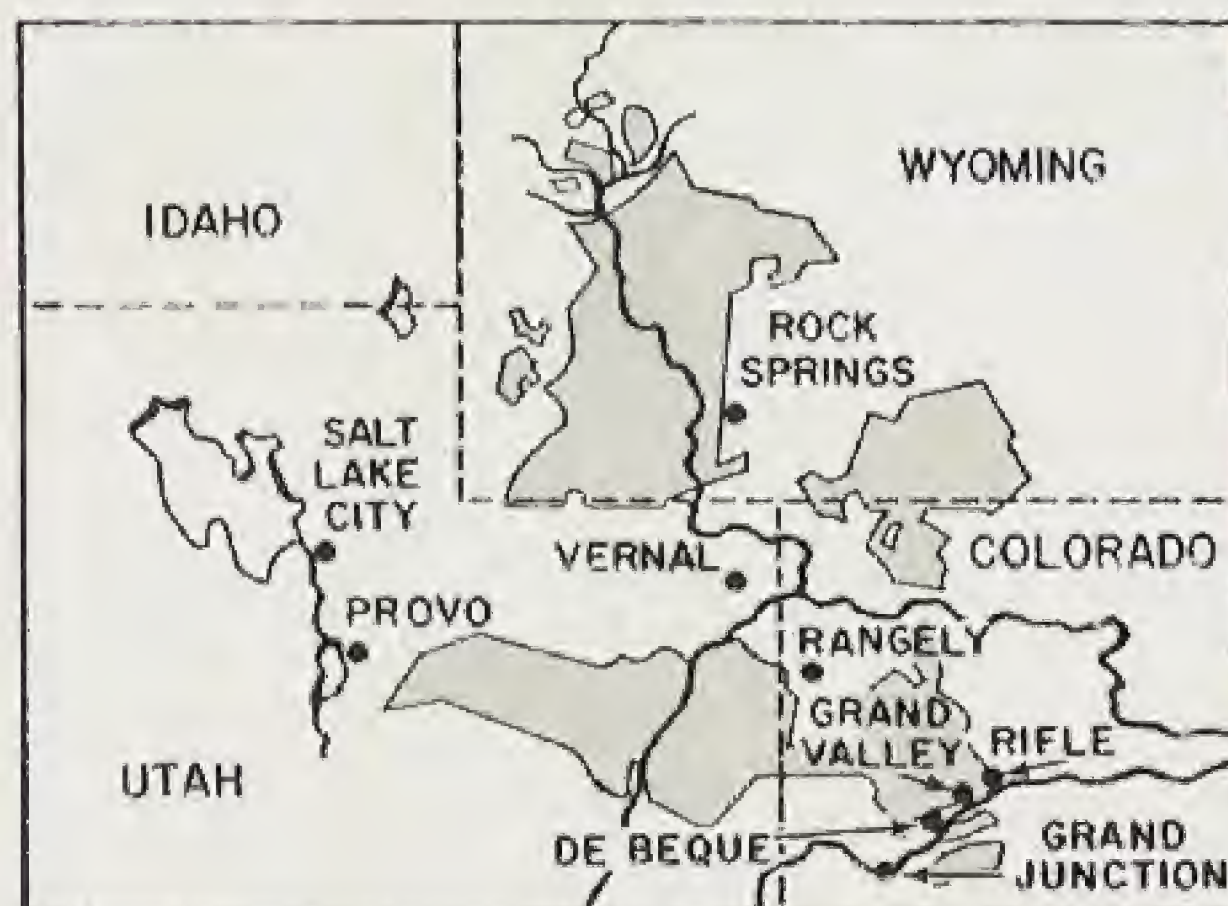 WYOMING
IDAHO
ROCK
SPRINGS
SALT
LAKE
CITY
VERNAL
COLORADO
PROVO
RANGELY
GRAND
VALLEY
RIFLE
UTAH
DE BEQUE
GRAND
JUNCTION